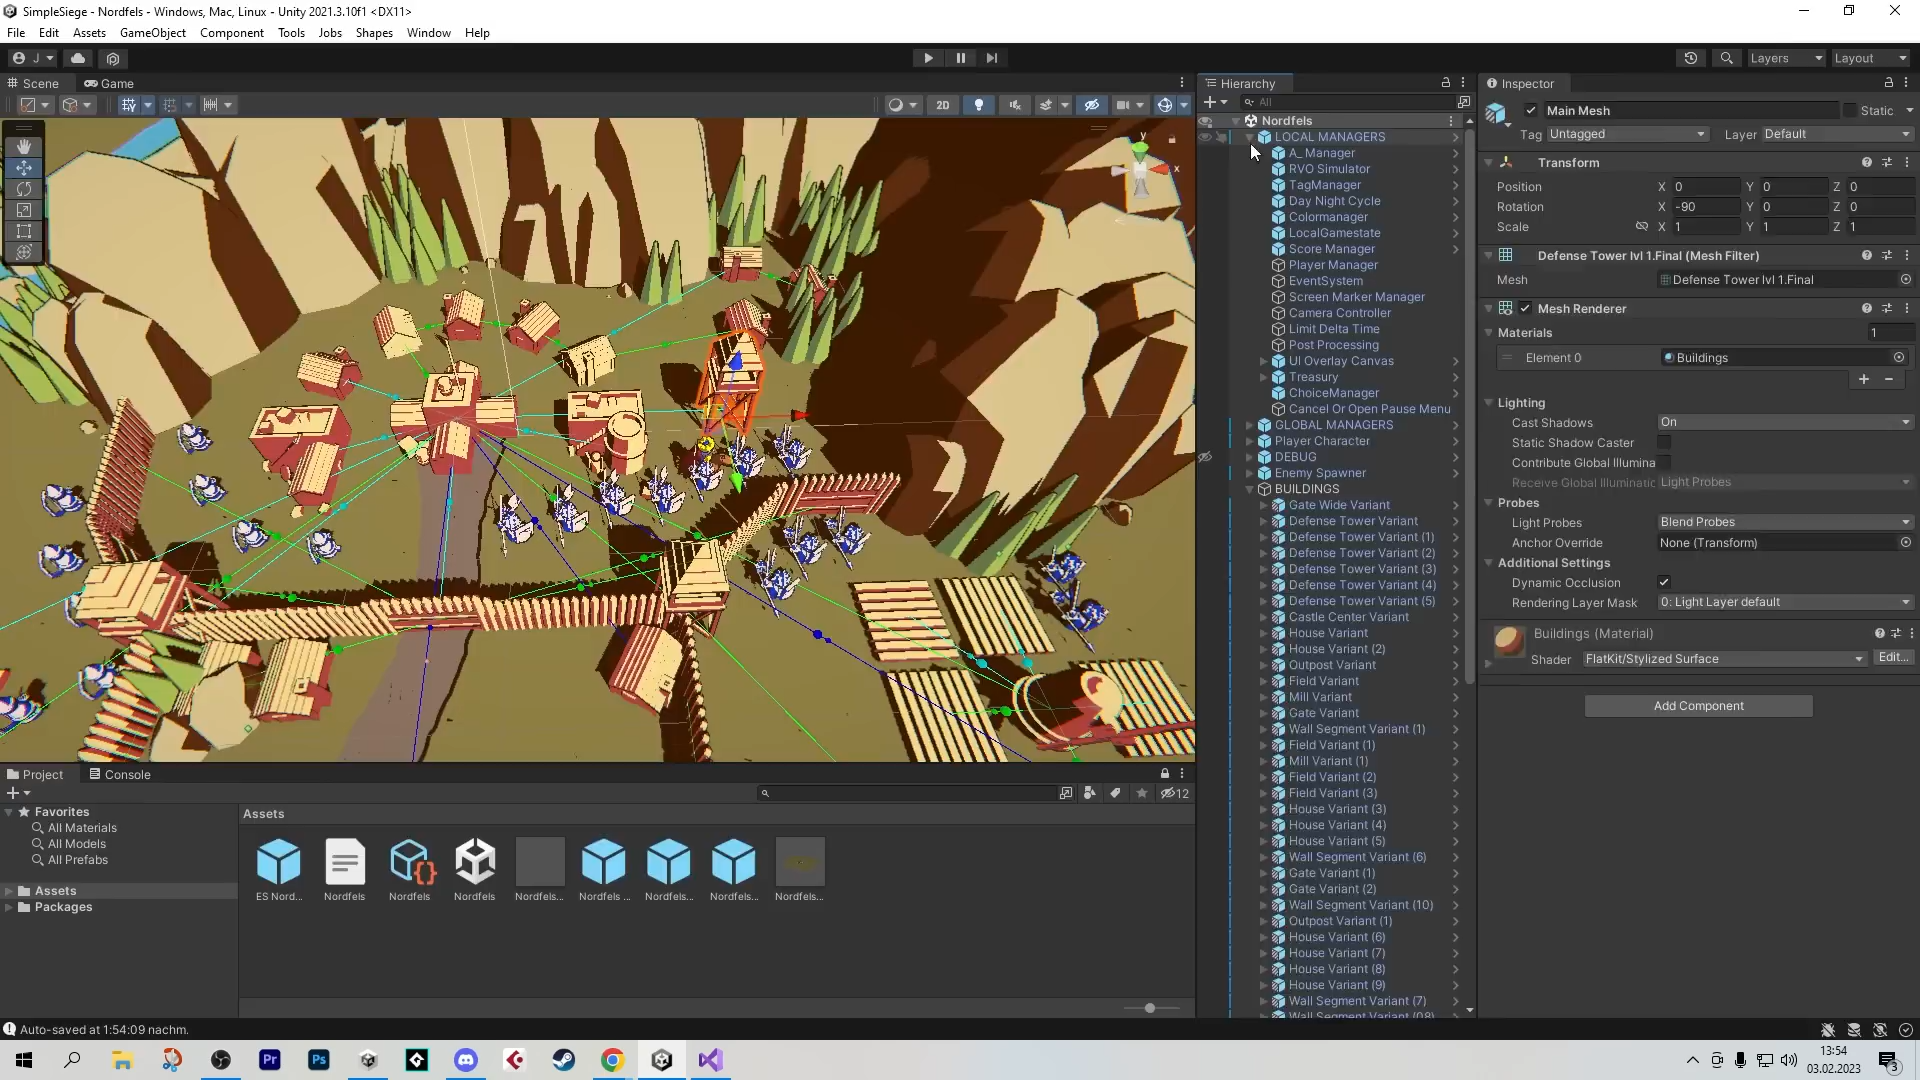 SimpleSiege - Nordfels - Windows, Mac, Linux - Unity 2021.3.10f1 <DX11>
File Edit Assets GameObject Component Tools Jobs Shapes Window Help
J
Layers
Layout
Scene
Game
2D
y
x
Hierarchy
All
Nordfels
LOCAL MANAGERS
A_ Manager
RVO Simulator
TagManager
Day Night Cycle
Colormanager
LocalGamestate
Score Manager
Player Manager
EventSystem
Screen Marker Manager
Camera Controller
Limit Delta Time
Post Processing
UI Overlay Canvas
Treasury
ChoiceManager
Cancel Or Open Pause Menu
GLOBAL MANAGERS
Player Character
DEBUG
Enemy Spawner
BUILDINGS
Gate Wide Variant
Defense Tower Variant
Defense Tower Variant (1)
Defense Tower Variant (2)
Defense Tower Variant (3)
Defense Tower Variant (4)
Defense Tower Variant (5)
Castle Center Variant
House Variant
House Variant (2)
Outpost Variant
Field Variant
Mill Variant
Gate Variant
Wall Segment Variant (1)
Field Variant (1)
Mill Variant (1)
Field Variant (2)
Field Variant (3)
House Variant (3)
House Variant (4)
House Variant (5)
Wall Segment Variant (6)
Gate Variant (1)
Gate Variant (2)
Wall Segment Variant (10)
Outpost Variant (1)
House Variant (6)
House Variant (7)
House Variant (8)
House Variant (9)
Wall Segment Variant (7)
Inspector
Main Mesh
Static
Tag Untagged
Layer Default
Transform
Position X 0 Y 0 Z 0
Rotation X -90 Y 0 Z 0
Scale X 1 Y 1 Z 1
Defense Tower lvl 1.Final (Mesh Filter)
Mesh Defense Tower lvl 1.Final
Mesh Renderer
Materials 1
Element 0 Buildings
Lighting
Cast Shadows On
Static Shadow Caster
Contribute Global Illumina
Receive Global Illuminatic Light Probes
Probes
Light Probes Blend Probes
Anchor Override None (Transform)
Additional Settings
Dynamic Occlusion
Rendering Layer Mask 0: Light Layer default
Buildings (Material)
Shader FlatKit/Stylized Surface Edit...
Add Component
Project
Console
12
Favorites
All Materials
All Models
All Prefabs
Assets
Packages
Assets
ES Nord...
Nordfels
Nordfels
Nordfels
Nordfels...
Nordfels ...
Nordfels...
Nordfels...
Nordfels...
Auto-saved at 1:54:09 nachm.
Pr
Ps
13:54
03.02.2023
3